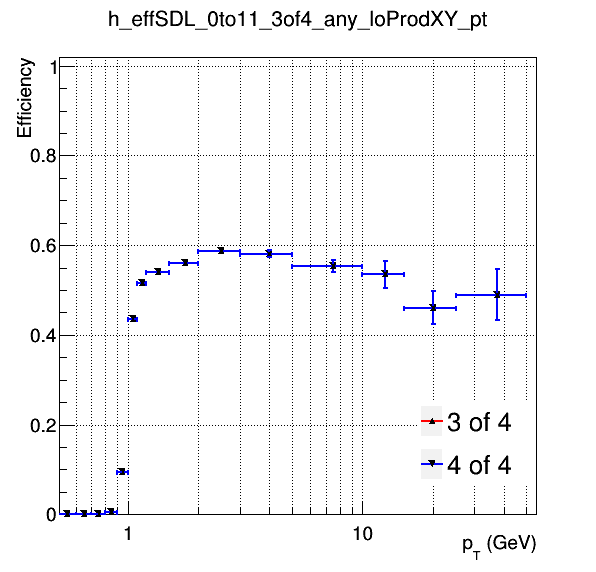 h_effSDL_0to11_3of4_any_loProdXY_pt
Efficiency
1
0.8
0.6
0.4
0.2
0
3 of 4
4 of 4
1
10
p_T (GeV)